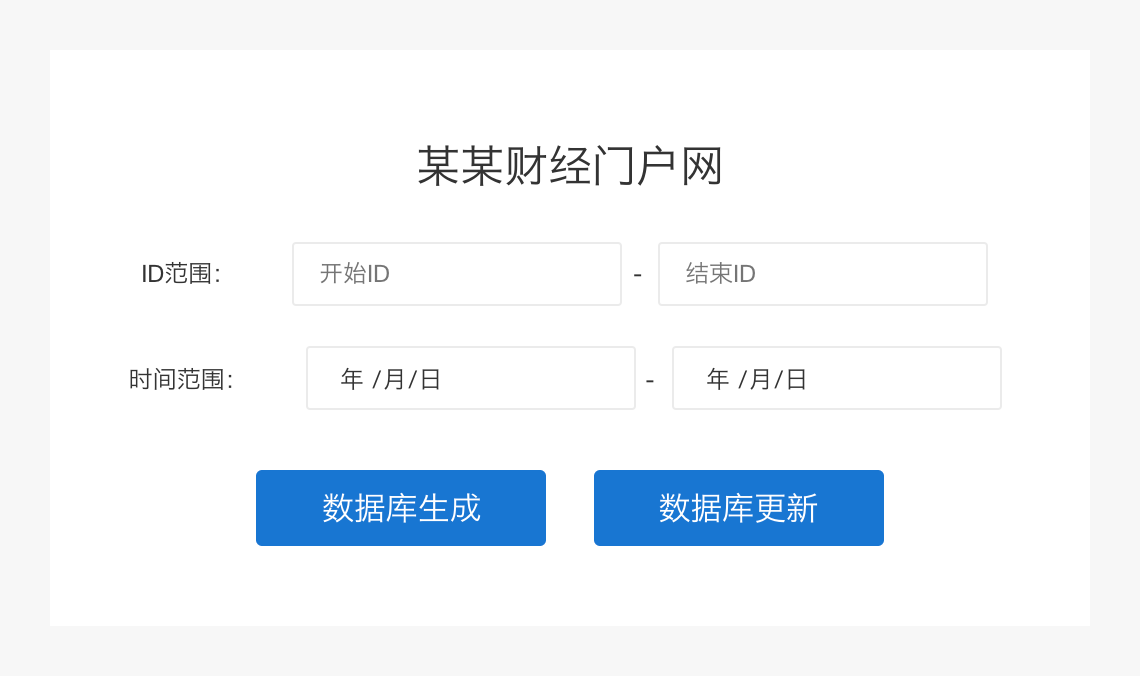 某某财经门户网
ID范围： 开始ID - 结束ID
时间范围： 年 /月/日 - 年 /月/日
数据库生成 数据库更新